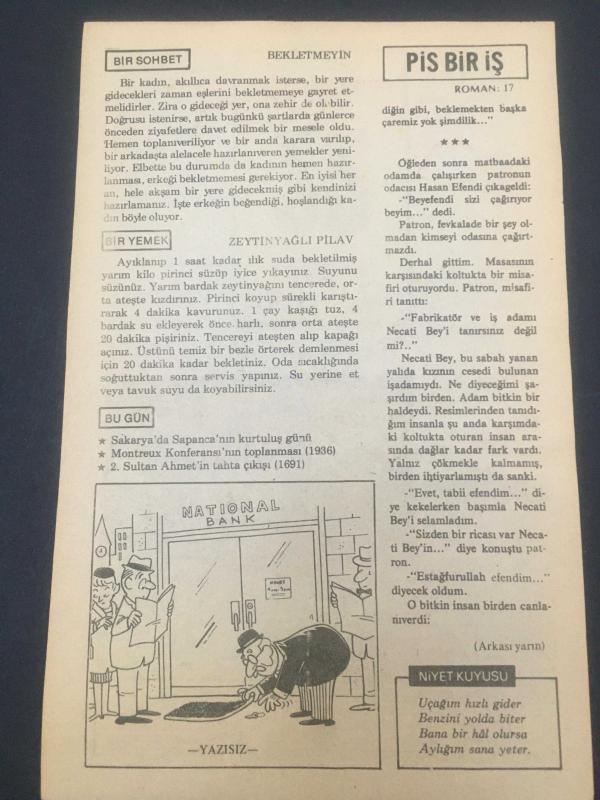 BİR SOHBET
BEKLETMEYİN
Bir kadın, akıllıca davranmak isterse, bir yere
gidecekleri zaman eşlerini bekletmemeye gayret et-
melidirler. Zira o gideceği yer, ona zehir de olabilir.
Doğrusu istenirse, artık bugünkü şartlarda günlerce
önceden ziyafetlere davet edilmek bir mesele oldu.
Hemen toplanıveriliyor ve bir anda karara varılıp,
bir arkadaşta alelacele hazırlanıveren yemekler yeni-
liyor. Elbette bu durumda da kadının hemen hazır-
lanması, erkeği bekletmemesi gerekiyor. En iyisi her
an, hele akşam bir yere gidecekmiş gibi kendinizi
hazırlamanız. İşte erkeğin beğendiği, hoşlandığı ka-
dın böyle oluyor.
BİR YEMEK
ZEYTİNYAĞLI PİLAV
Ayıklanıp 1 saat kadar ılık suda bekletilmiş
yarım kilo pirinci süzüp iyice yıkayınız. Suyunu
süzünüz. Yarım bardak zeytinyağını tencerede, or-
ta ateşte kızdırınız. Pirinci koyup sürekli karıştı-
rarak 4 dakika kavurunuz. 1 çay kaşığı tuz, 4
bardak su ekleyerek önce harlı, sonra orta ateşte
20 dakika pişiriniz. Tencereyi ateşten alıp kapağı
açınız. Üstünü temiz bir bezle örterek demlenmesi
için 20 dakika kadar bekletiniz. Oda sıcaklığında
soğuttuktan sonra servis yapınız. Su yerine et
veya tavuk suyu da koyabilirsiniz.
BU GÜN
★ Sakarya'da Sapanca'nın kurtuluş günü
★ Montreux Konferansı'nın toplanması (1936)
★ 2. Sultan Ahmet'in tahta çıkışı (1691)
NATIONAL
BANK
HOURS
—YAZISIZ—
PİS BİR İŞ
ROMAN: 17
diğin gibi, beklemekten başka
çaremiz yok şimdilik..."
★★★
Öğleden sonra matbaadaki
odamda çalışırken patronun
odacısı Hasan Efendi çıkageldi:
-"Beyefendi sizi çağırıyor
beyim..." dedi.
Patron, fevkalade bir şey ol-
madan kimseyi odasına çağırt-
mazdı.
Derhal gittim. Masasının
karşısındaki koltukta bir misa-
firi oturuyordu. Patron, misafi-
ri tanıttı:
-"Fabrikatör ve iş adamı
Necati Bey'i tanırsınız değil
mi?.."
Necati Bey, bu sabah yanan
yalıda kızının cesedi bulunan
işadamıydı. Ne diyeceğimi şa-
şırdım birden. Adam bitkin bir
haldeydi. Resimlerinden tanıdı-
ğım insanla şu anda karşımda-
ki koltukta oturan insan ara-
sında dağlar kadar fark vardı.
Yalnız çökmekle kalmamış,
birden ihtiyarlamıştı da sanki.
-"Evet, tabii efendim..." di-
ye kekelerken başımla Necati
Bey'i selamladım.
-"Sizden bir ricası var Neca-
ti Bey'in..." diye konuştu pat-
ron.
-"Estağfurullah efendim..."
diyecek oldum.
O bitkin insan birden canla-
nıverdi:
(Arkası yarın)
NİYET KUYUSU
Uçağım hızlı gider
Benzini yolda biter
Bana bir hâl olursa
Aylığım sana yeter.